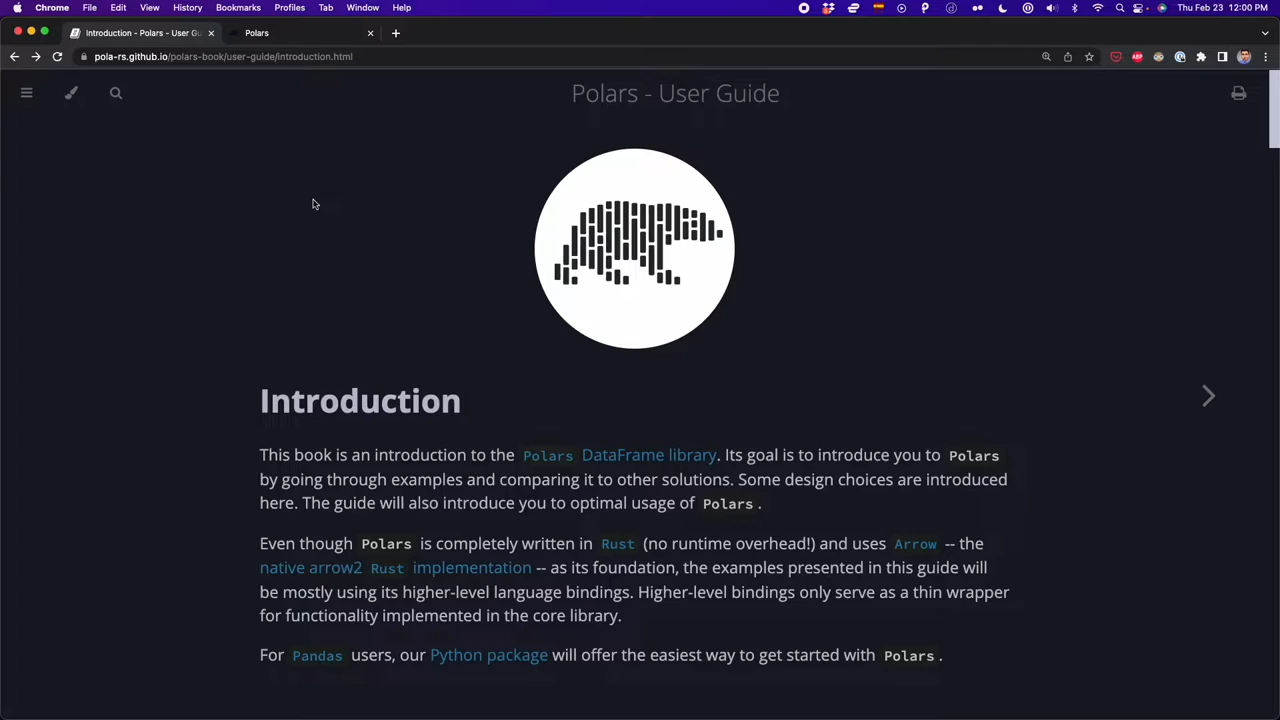 Chrome File Edit View History Bookmarks Profiles Tab Window Help Thu Feb 23 12:00 PM
Introduction - Polars - User Gu Polars
pola-rs.github.io/polars-book/user-guide/introduction.html
Polars - User Guide
Introduction
This book is an introduction to the Polars DataFrame library. Its goal is to introduce you to Polars
by going through examples and comparing it to other solutions. Some design choices are introduced
here. The guide will also introduce you to optimal usage of Polars.
Even though Polars is completely written in Rust (no runtime overhead!) and uses Arrow -- the
native arrow2 Rust implementation -- as its foundation, the examples presented in this guide will
be mostly using its higher-level language bindings. Higher-level bindings only serve as a thin wrapper
for functionality implemented in the core library.
For Pandas users, our Python package will offer the easiest way to get started with Polars.